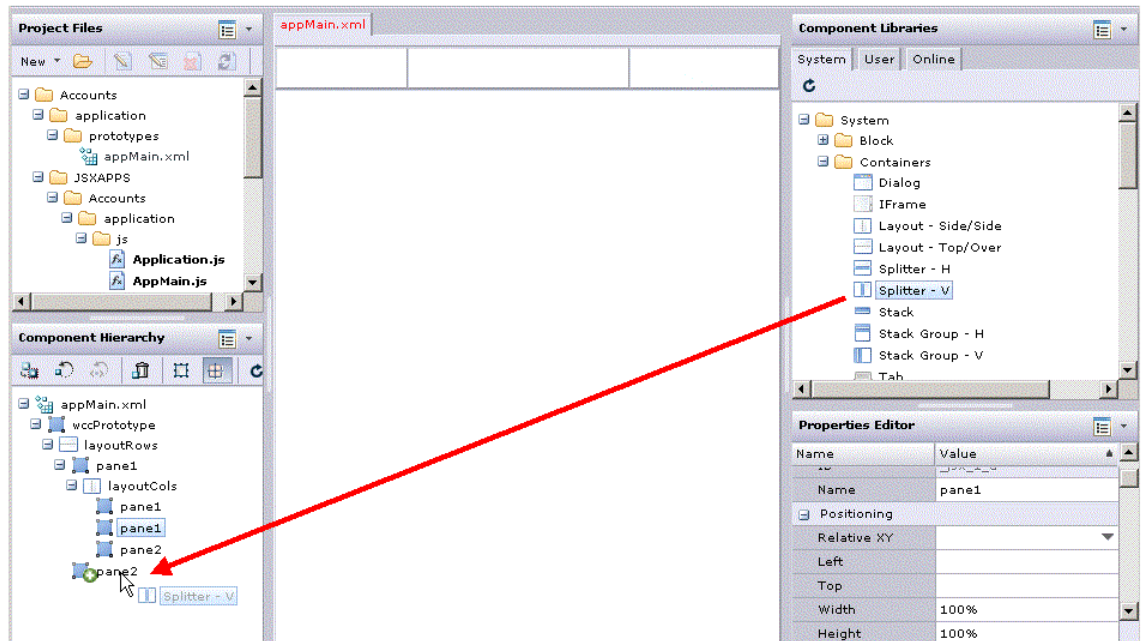 Project Files
New
Accounts
application
prototypes
appMain.xml
JSXAPPS
Accounts
application
js
Application.js
AppMain.js
Component Hierarchy
appMain.xml
wccPrototype
layoutRows
pane1
layoutCols
pane1
pane1
pane2
pane2
Splitter - V
appMain.xml
Component Libraries
System User Online
System
Block
Containers
Dialog
IFrame
Layout - Side/Side
Layout - Top/Over
Splitter - H
Splitter - V
Stack
Stack Group - H
Stack Group - V
Tab
Properties Editor
Name Value
Name pane1
Positioning
Relative XY
Left
Top
Width 100%
Height 100%